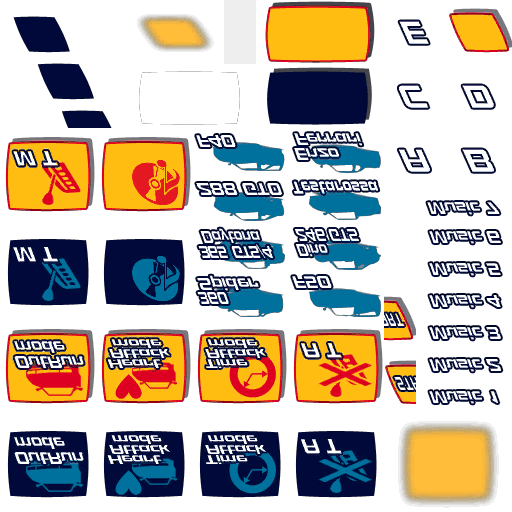 E
C
D
A
B
M T
F40
Enzo
Ferrari
288 GTO
Testarossa
365 GTS/4
Daytona
Dino
246 GTS
360
Spider
F50
M T
Music 7
Music 6
Music 5
Music 4
Music 3
Music 2
Music 1
OutRun
mode
Heart
Attack
mode
Time
Attack
mode
A T
OutRun
mode
Heart
Attack
mode
Time
Attack
mode
A T